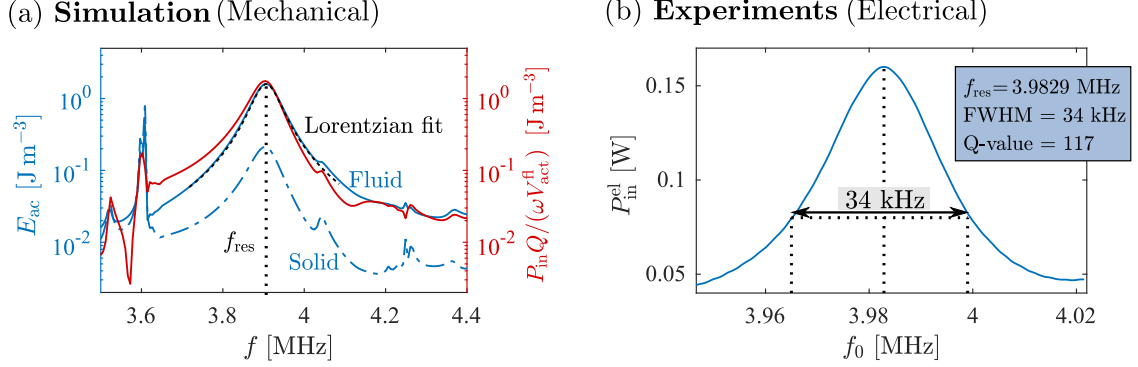 (a) Simulation (Mechanical)
E_ac [J m^−3]
10^0
10^−1
10^−2
Lorentzian fit
Fluid
f_res
Solid
10^0
10^−1
10^−2
P_in Q/(ωV_act^fl) [J m^−3]
3.6 3.8 4 4.2 4.4
f [MHz]
(b) Experiments (Electrical)
P_in^el [W]
0.15
0.1
0.05
f_res = 3.9829 MHz
FWHM = 34 kHz
Q-value = 117
34 kHz
3.96 3.98 4 4.02
f_0 [MHz]